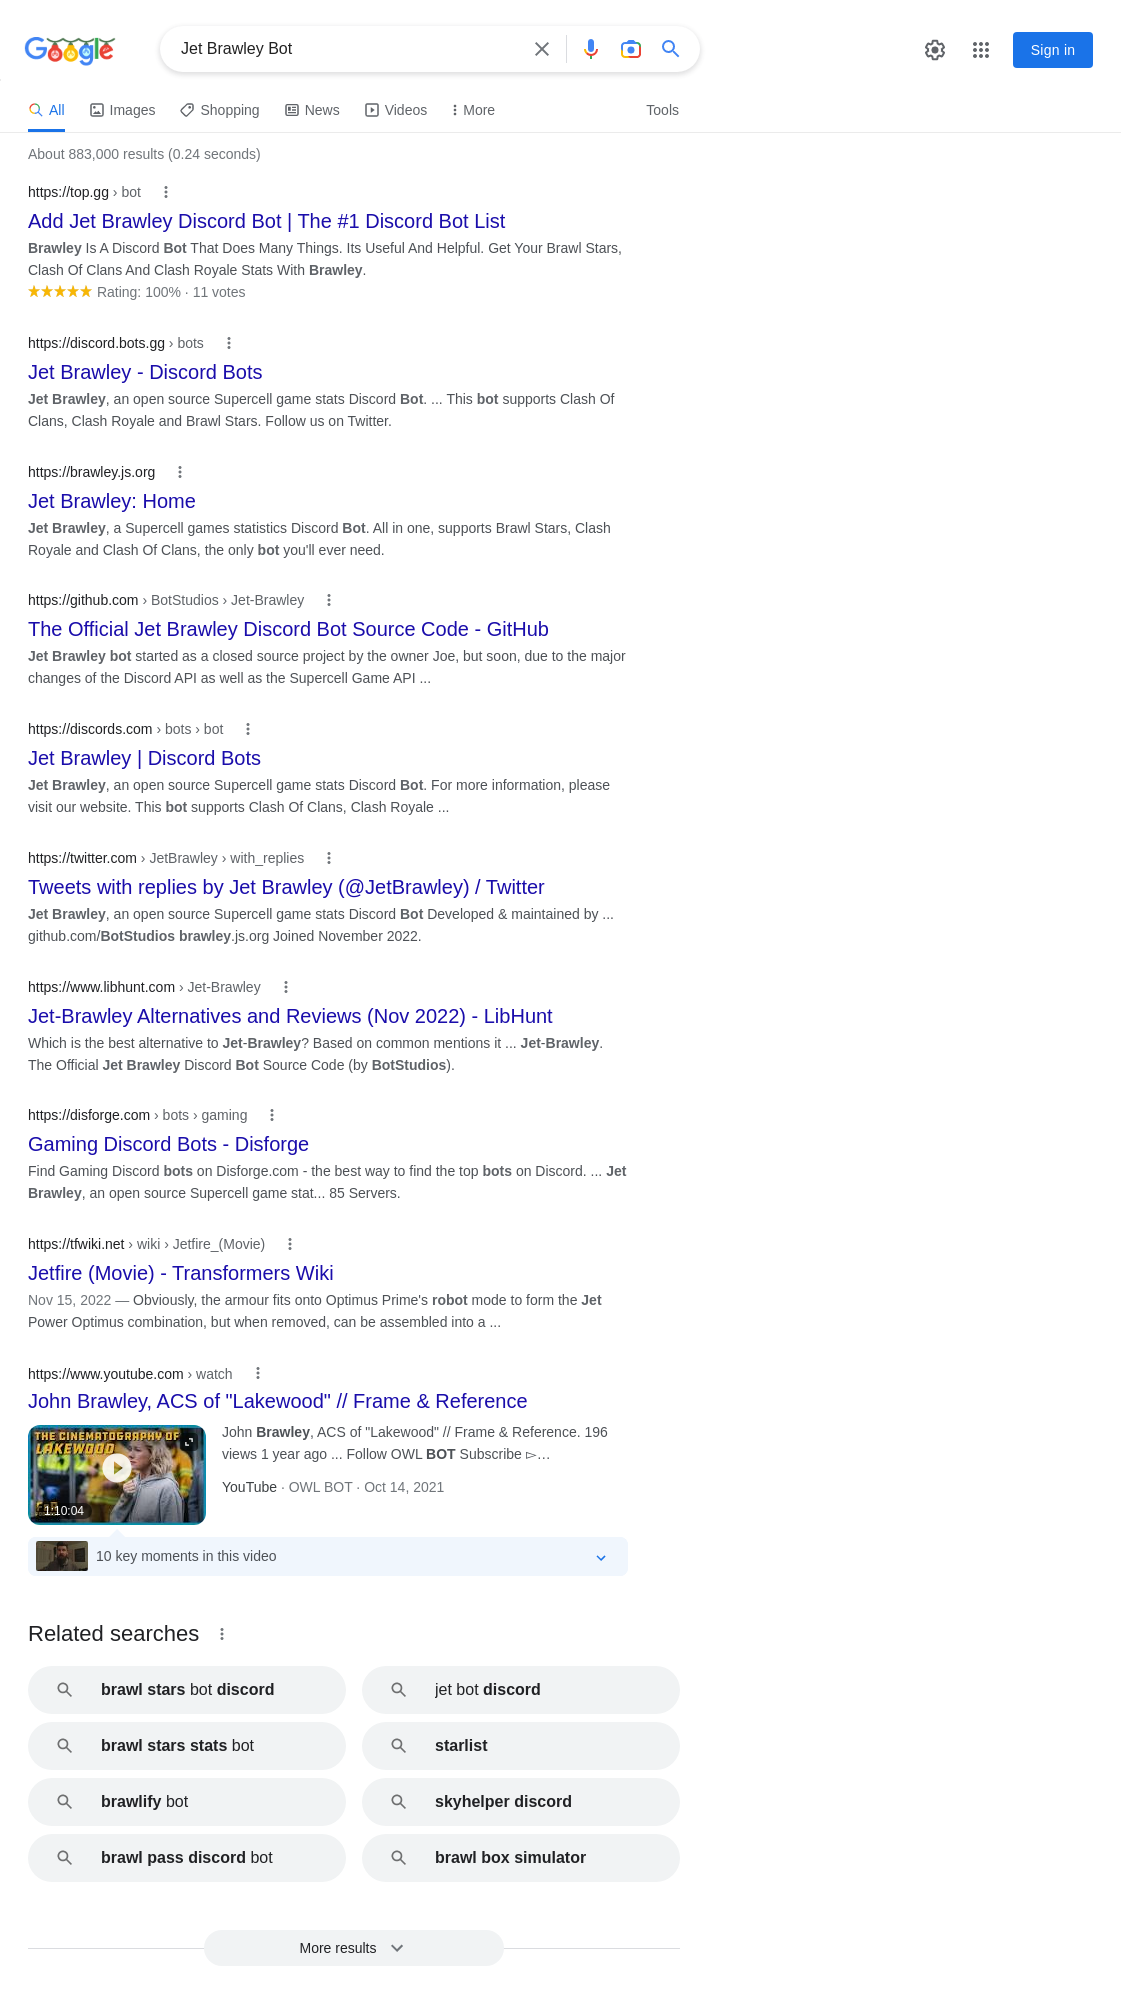 Google
Jet Brawley Bot
Sign in
All Images Shopping News Videos More Tools
About 883,000 results (0.24 seconds)
https://top.gg › bot
Add Jet Brawley Discord Bot | The #1 Discord Bot List
Brawley Is A Discord Bot That Does Many Things. Its Useful And Helpful. Get Your Brawl Stars,
Clash Of Clans And Clash Royale Stats With Brawley.
Rating: 100% · 11 votes
https://discord.bots.gg › bots
Jet Brawley - Discord Bots
Jet Brawley, an open source Supercell game stats Discord Bot. ... This bot supports Clash Of
Clans, Clash Royale and Brawl Stars. Follow us on Twitter.
https://brawley.js.org
Jet Brawley: Home
Jet Brawley, a Supercell games statistics Discord Bot. All in one, supports Brawl Stars, Clash
Royale and Clash Of Clans, the only bot you'll ever need.
https://github.com › BotStudios › Jet-Brawley
The Official Jet Brawley Discord Bot Source Code - GitHub
Jet Brawley bot started as a closed source project by the owner Joe, but soon, due to the major
changes of the Discord API as well as the Supercell Game API ...
https://discords.com › bots › bot
Jet Brawley | Discord Bots
Jet Brawley, an open source Supercell game stats Discord Bot. For more information, please
visit our website. This bot supports Clash Of Clans, Clash Royale ...
https://twitter.com › JetBrawley › with_replies
Tweets with replies by Jet Brawley (@JetBrawley) / Twitter
Jet Brawley, an open source Supercell game stats Discord Bot Developed & maintained by ...
github.com/BotStudios brawley.js.org Joined November 2022.
https://www.libhunt.com › Jet-Brawley
Jet-Brawley Alternatives and Reviews (Nov 2022) - LibHunt
Which is the best alternative to Jet-Brawley? Based on common mentions it ... Jet-Brawley.
The Official Jet Brawley Discord Bot Source Code (by BotStudios).
https://disforge.com › bots › gaming
Gaming Discord Bots - Disforge
Find Gaming Discord bots on Disforge.com - the best way to find the top bots on Discord. ... Jet
Brawley, an open source Supercell game stat... 85 Servers.
https://tfwiki.net › wiki › Jetfire_(Movie)
Jetfire (Movie) - Transformers Wiki
Nov 15, 2022 — Obviously, the armour fits onto Optimus Prime's robot mode to form the Jet
Power Optimus combination, but when removed, can be assembled into a ...
https://www.youtube.com › watch
John Brawley, ACS of "Lakewood" // Frame & Reference
THE CINEMATOGRAPHY OF
LAKEWOOD
1:10:04
John Brawley, ACS of "Lakewood" // Frame & Reference. 196
views 1 year ago ... Follow OWL BOT Subscribe ▻…
YouTube · OWL BOT · Oct 14, 2021
10 key moments in this video
Related searches
brawl stars bot discord
jet bot discord
brawl stars stats bot
starlist
brawlify bot
skyhelper discord
brawl pass discord bot
brawl box simulator
More results